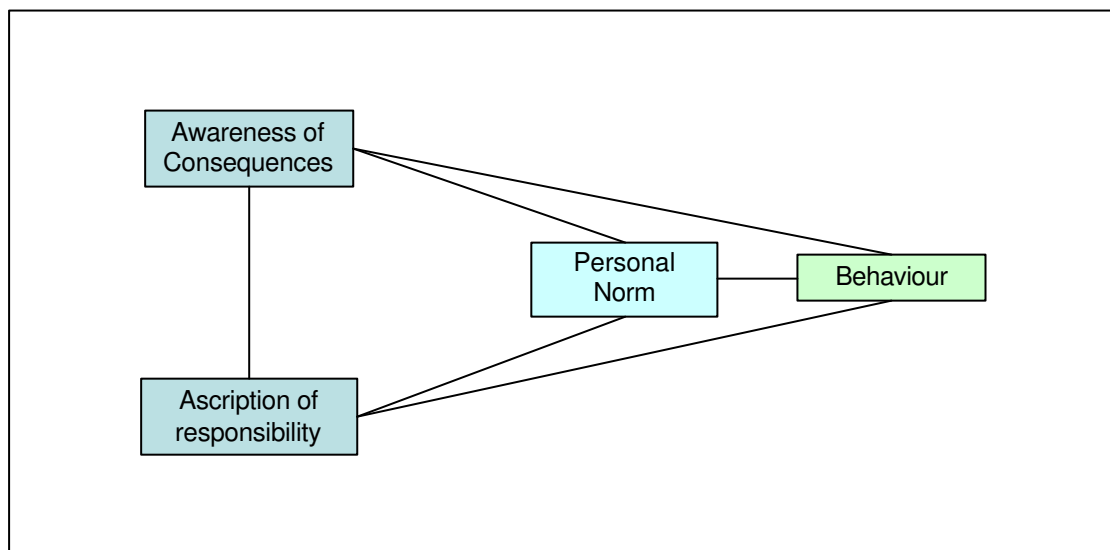 Awareness of
Consequences
Personal
Norm
Behaviour
Ascription of
responsibility